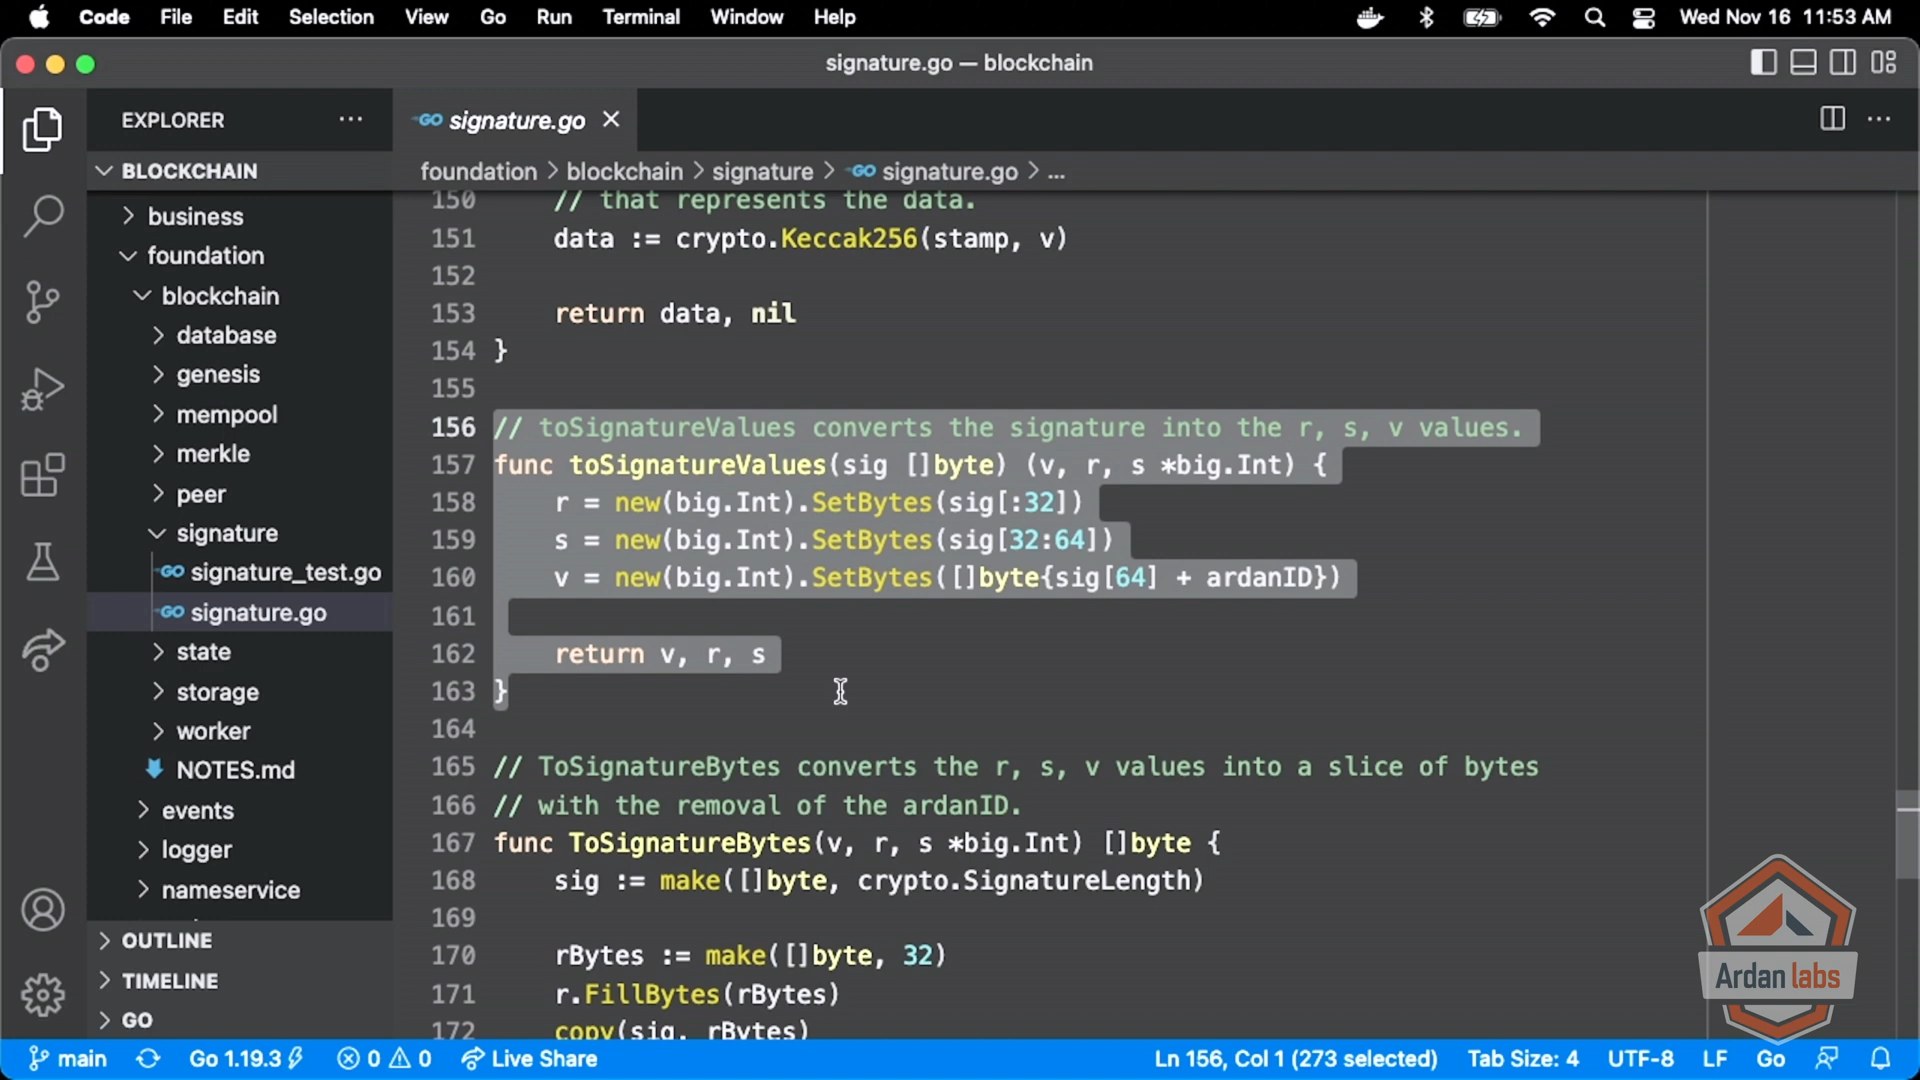 Code File Edit Selection View Go Run Terminal Window Help Wed Nov 16 11:53 AM
signature.go — blockchain
EXPLORER
signature.go
BLOCKCHAIN
foundation > blockchain > signature > signature.go > ...
business
foundation
blockchain
database
genesis
mempool
merkle
peer
signature
signature_test.go
signature.go
state
storage
worker
NOTES.md
events
logger
nameservice
OUTLINE
TIMELINE
GO
150 // that represents the data.
151 data := crypto.Keccak256(stamp, v)
152
153 return data, nil
154 }
155
156 // toSignatureValues converts the signature into the r, s, v values.
157 func toSignatureValues(sig []byte) (v, r, s *big.Int) {
158 r = new(big.Int).SetBytes(sig[:32])
159 s = new(big.Int).SetBytes(sig[32:64])
160 v = new(big.Int).SetBytes([]byte{sig[64] + ardanID})
161
162 return v, r, s
163 }
164
165 // ToSignatureBytes converts the r, s, v values into a slice of bytes
166 // with the removal of the ardanID.
167 func ToSignatureBytes(v, r, s *big.Int) []byte {
168 sig := make([]byte, crypto.SignatureLength)
169
170 rBytes := make([]byte, 32)
171 r.FillBytes(rBytes)
172 copy(sig, rBytes)
Ardan labs
main Go 1.19.3 0 0 Live Share Ln 156, Col 1 (273 selected) Tab Size: 4 UTF-8 LF Go